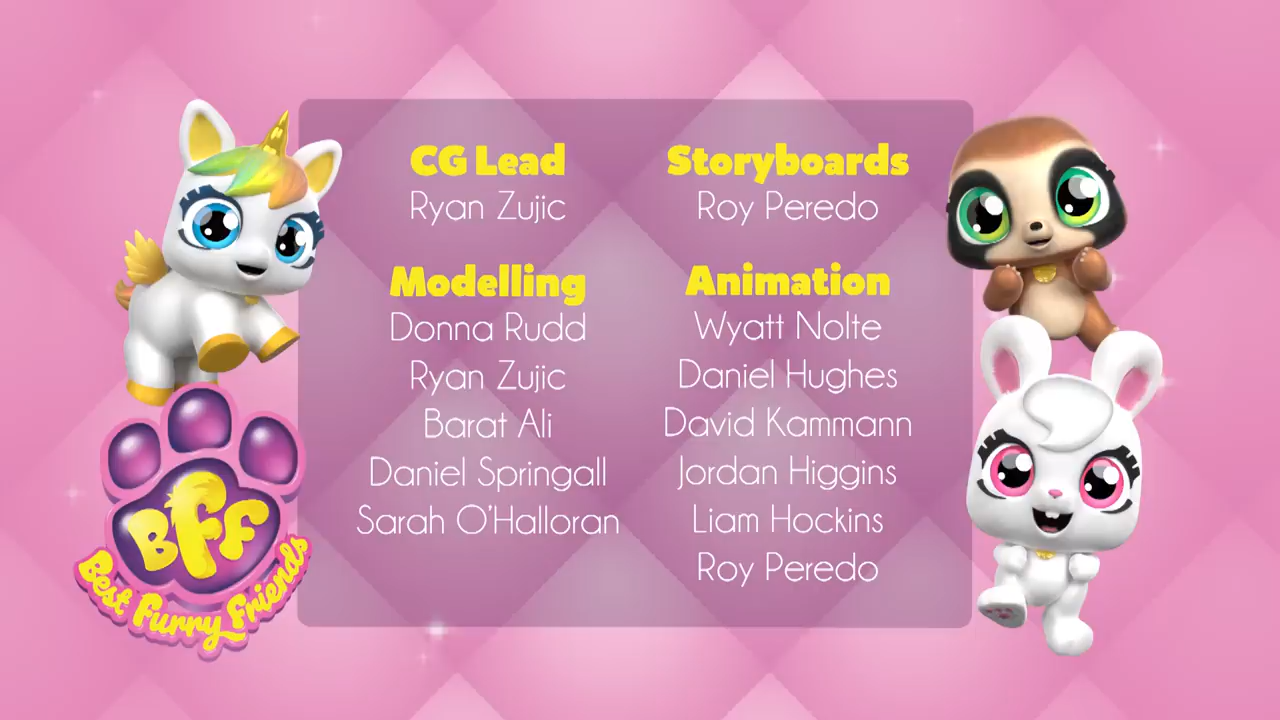 CG Lead
Ryan Zujic
Modelling
Donna Rudd
Ryan Zujic
Barat Ali
Daniel Springall
Sarah O'Halloran
Storyboards
Roy Peredo
Animation
Wyatt Nolte
Daniel Hughes
David Kammann
Jordan Higgins
Liam Hockins
Roy Peredo
BFF
Best Furry Friends